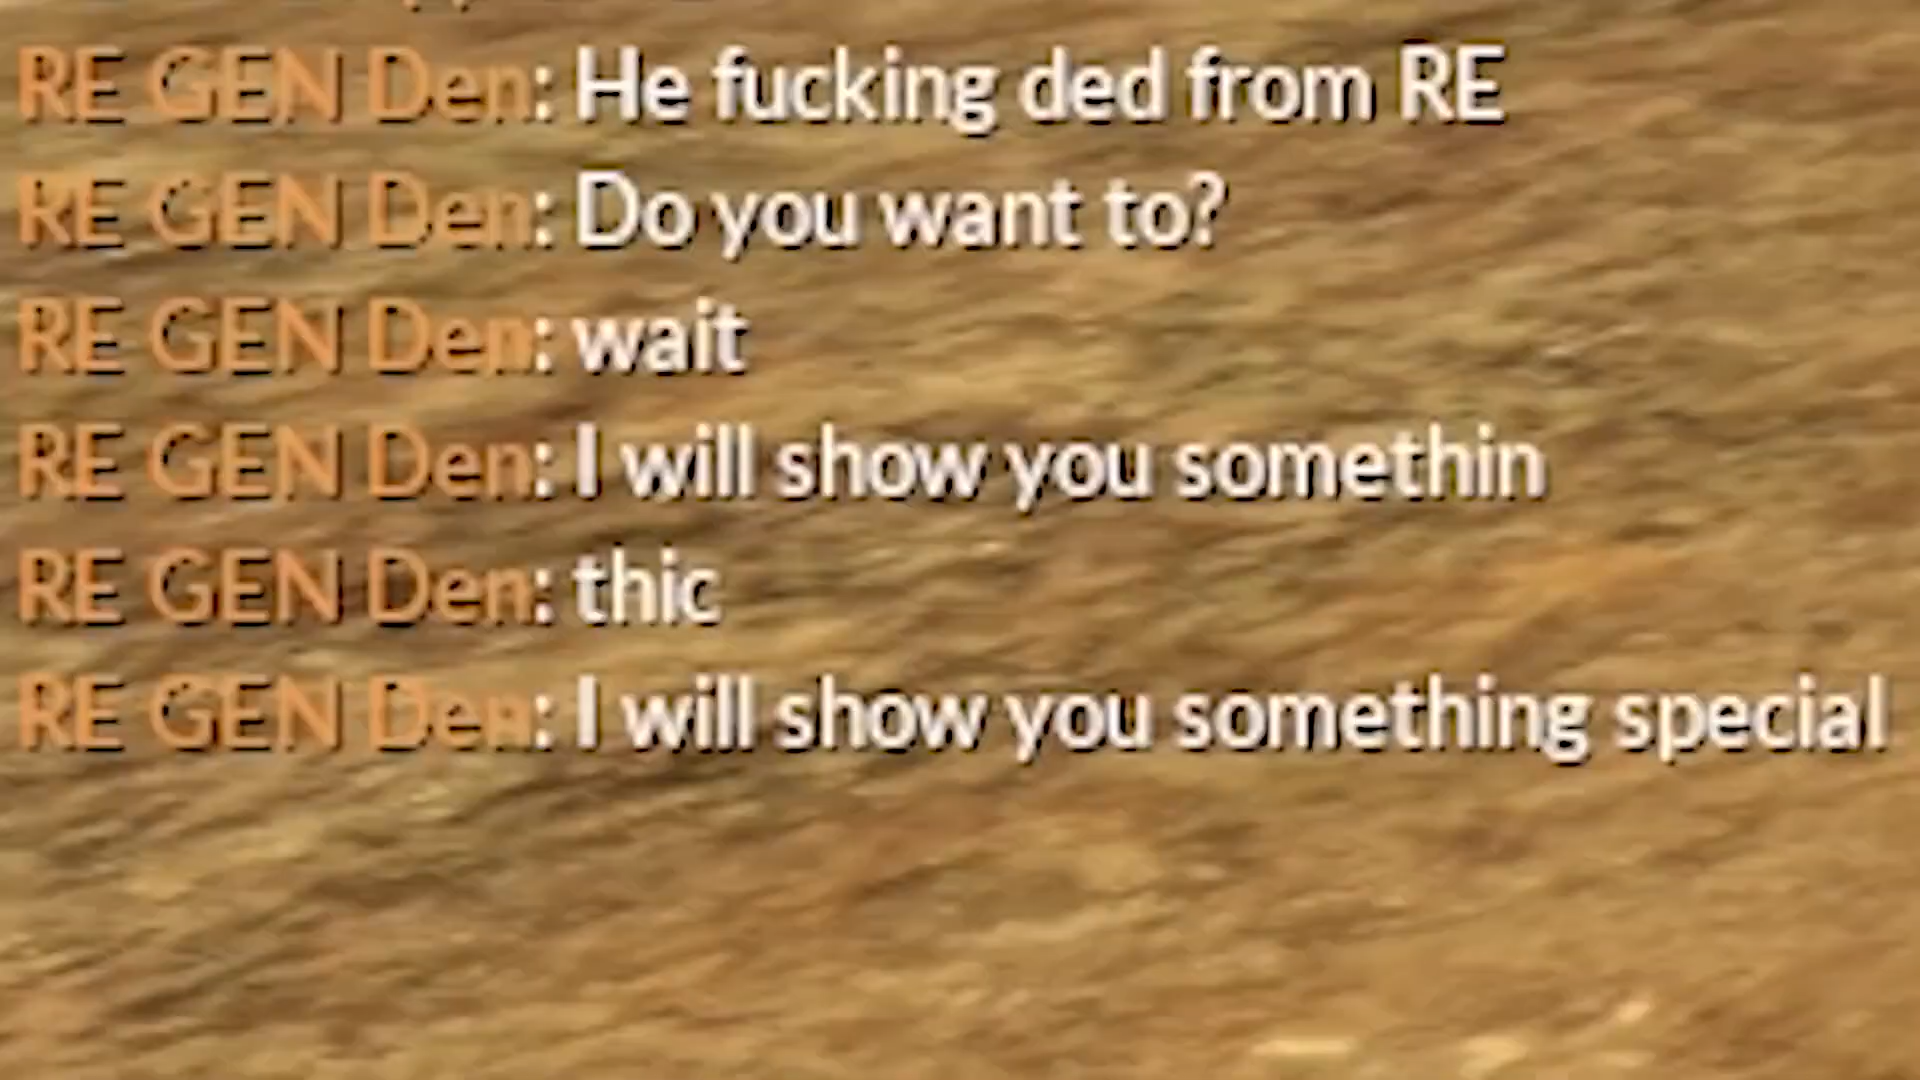 RE GEN Den: He fucking ded from RE
RE GEN Den: Do you want to?
RE GEN Den: wait
RE GEN Den: I will show you somethin
RE GEN Den: thic
RE GEN Den: I will show you something special